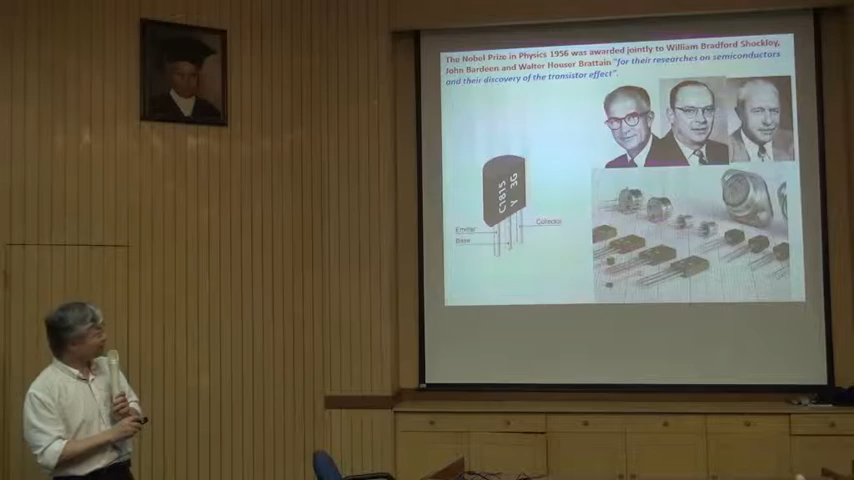 The Nobel Prize in Physics 1956 was awarded jointly to William Bradford Shockley,
John Bardeen and Walter Houser Brattain "for their researches on semiconductors
and their discovery of the transistor effect".
C1815
Y 3G
Emitter
Collector
Base